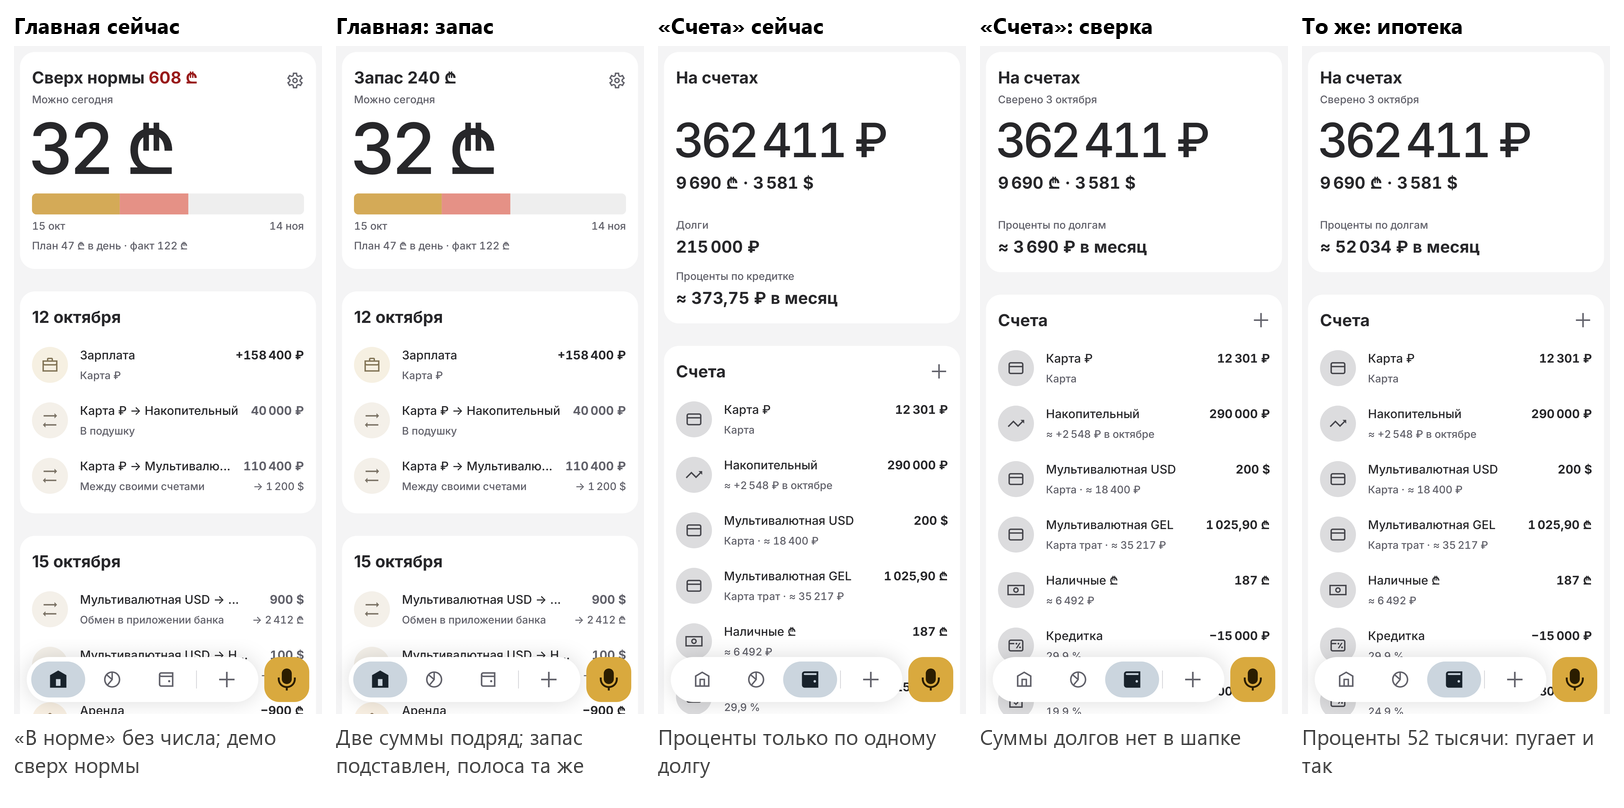 Главная сейчас
Сверх нормы 608 ₾
Можно сегодня
32 ₾
15 окт
14 ноя
План 47 ₾ в день · факт 122 ₾
12 октября
Зарплата
+158 400 ₽
Карта ₽
Карта ₽ → Накопительный
40 000 ₽
В подушку
Карта ₽ → Мультивалю...
110 400 ₽
Между своими счетами
→ 1 200 $
15 октября
Мультивалютная USD → ...
900 $
Обмен в приложении банка
→ 2 412 ₾
Мультивалютная USD → Н...
100 $
Аренда
−900 ₾
«В норме» без числа; демо
сверх нормы
Главная: запас
Запас 240 ₾
Можно сегодня
32 ₾
15 окт
14 ноя
План 47 ₾ в день · факт 122 ₾
12 октября
Зарплата
+158 400 ₽
Карта ₽
Карта ₽ → Накопительный
40 000 ₽
В подушку
Карта ₽ → Мультивалю...
110 400 ₽
Между своими счетами
→ 1 200 $
15 октября
Мультивалютная USD → ...
900 $
Обмен в приложении банка
→ 2 412 ₾
Мультивалютная USD → Н...
100 $
Аренда
−900 ₾
Две суммы подряд; запас
подставлен, полоса та же
«Счета» сейчас
На счетах
362 411 ₽
9 690 ₾ · 3 581 $
Долги
215 000 ₽
Проценты по кредитке
≈ 373,75 ₽ в месяц
Счета
Карта ₽
12 301 ₽
Карта
Накопительный
290 000 ₽
≈ +2 548 ₽ в октябре
Мультивалютная USD
200 $
Карта · ≈ 18 400 ₽
Мультивалютная GEL
1 025,90 ₾
Карта трат · ≈ 35 217 ₽
Наличные ₾
187 ₾
≈ 6 492 ₽
29,9 %
Проценты только по одному
долгу
«Счета»: сверка
На счетах
Сверено 3 октября
362 411 ₽
9 690 ₾ · 3 581 $
Проценты по долгам
≈ 3 690 ₽ в месяц
Счета
Карта ₽
12 301 ₽
Карта
Накопительный
290 000 ₽
≈ +2 548 ₽ в октябре
Мультивалютная USD
200 $
Карта · ≈ 18 400 ₽
Мультивалютная GEL
1 025,90 ₾
Карта трат · ≈ 35 217 ₽
Наличные ₾
187 ₾
≈ 6 492 ₽
Кредитка
−15 000 ₽
29,9 %
19,9 %
Суммы долгов нет в шапке
То же: ипотека
На счетах
Сверено 3 октября
362 411 ₽
9 690 ₾ · 3 581 $
Проценты по долгам
≈ 52 034 ₽ в месяц
Счета
Карта ₽
12 301 ₽
Карта
Накопительный
290 000 ₽
≈ +2 548 ₽ в октябре
Мультивалютная USD
200 $
Карта · ≈ 18 400 ₽
Мультивалютная GEL
1 025,90 ₾
Карта трат · ≈ 35 217 ₽
Наличные ₾
187 ₾
≈ 6 492 ₽
Кредитка
−15 000 ₽
29,9 %
24,9 %
Проценты 52 тысячи: пугает и
так